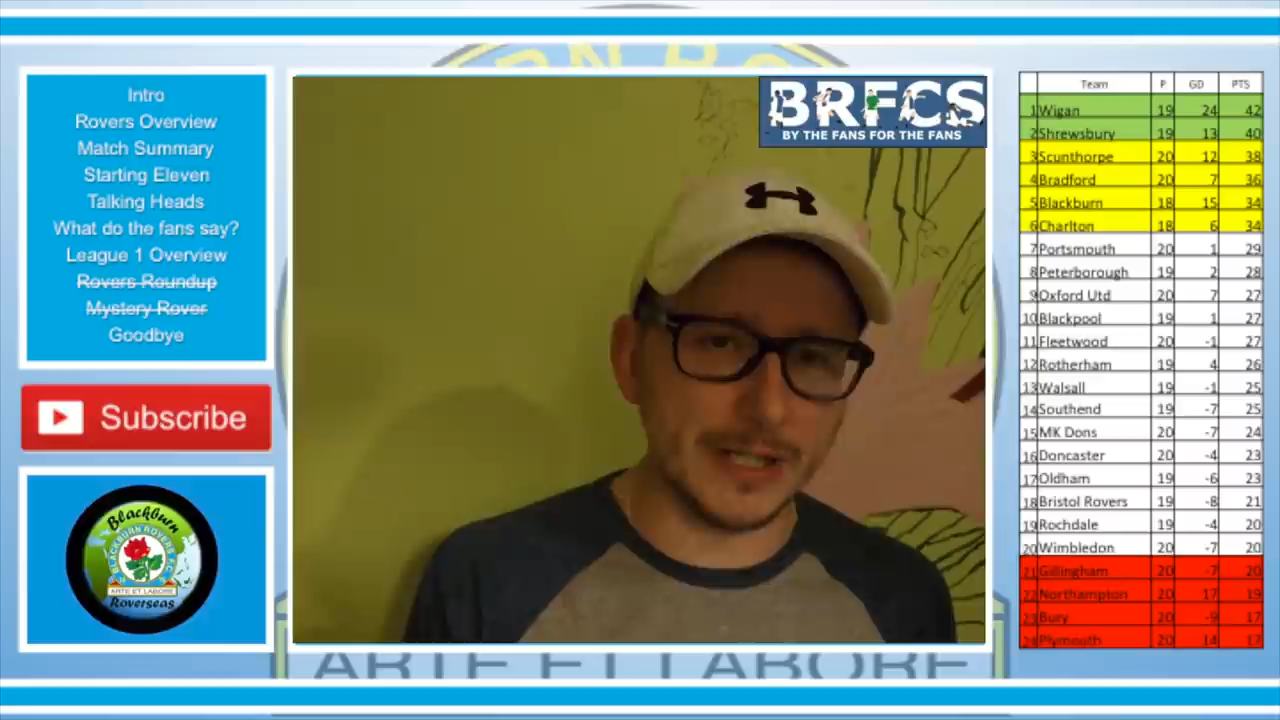 Intro
Rovers Overview
Match Summary
Starting Eleven
Talking Heads
What do the fans say?
League 1 Overview
Rovers Roundup
Mystery Rover
Goodbye
Subscribe
Blackburn
BLACKBURN ROVERS F.C.
ARTE ET LABORE
Roverseas
BRFCS
BY THE FANS FOR THE FANS
ARTE ET LABORE
Team P GD PTS
1 Wigan 19 24 42
2 Shrewsbury 19 13 40
3 Scunthorpe 20 12 38
4 Bradford 20 7 36
5 Blackburn 18 15 34
6 Charlton 18 6 34
7 Portsmouth 20 1 29
8 Peterborough 19 2 28
9 Oxford Utd 20 7 27
10 Blackpool 19 1 27
11 Fleetwood 20 -1 27
12 Rotherham 19 4 26
13 Walsall 19 -1 25
14 Southend 19 -7 25
15 MK Dons 20 -7 24
16 Doncaster 20 -4 23
17 Oldham 19 -6 23
18 Bristol Rovers 19 -8 21
19 Rochdale 19 -4 20
20 Wimbledon 20 -7 20
21 Gillingham 20 -7 20
22 Northampton 20 17 19
23 Bury 20 -9 17
24 Plymouth 20 14 17